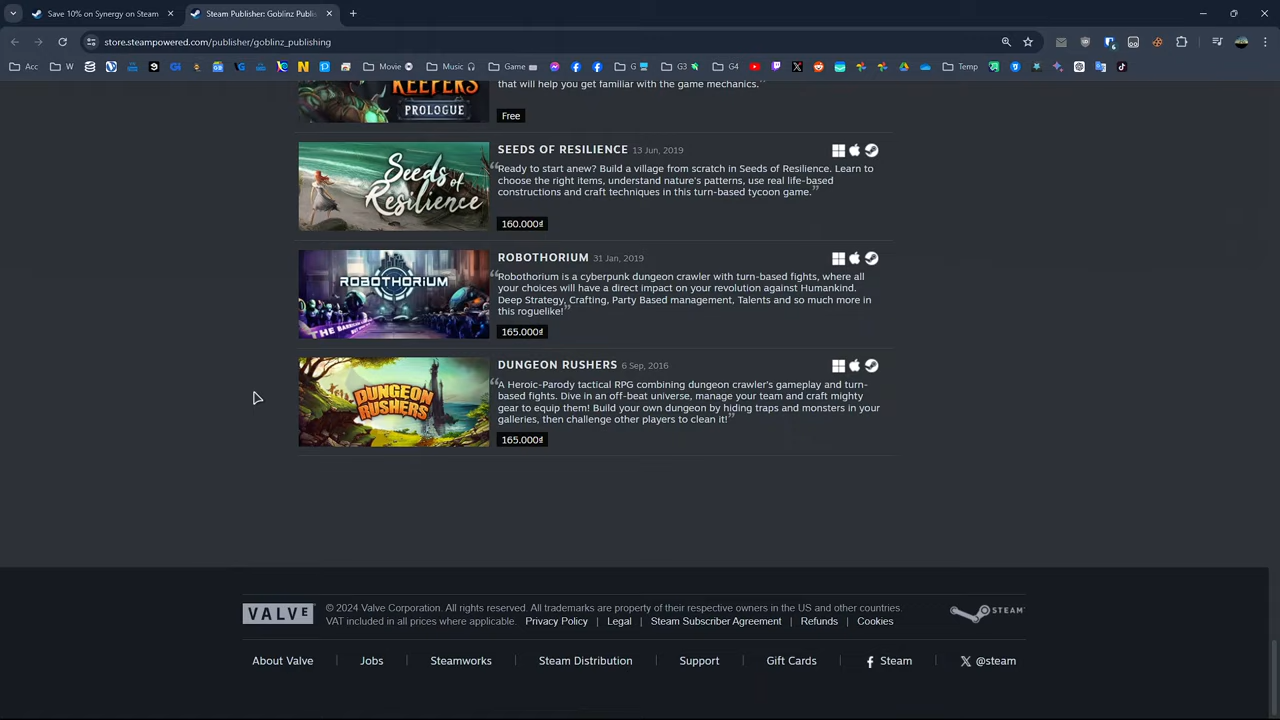 Save 10% on Synergy on Steam
Steam Publisher: Goblinz Publis
store.steampowered.com/publisher/goblinz_publishing
Acc
W
Movie
Music
Game
G
G3
G4
Temp
KEEPERS
PROLOGUE
that will help you get familiar with the game mechanics.”
Free
Seeds of
Resilience
SEEDS OF RESILIENCE 13 Jun, 2019
“Ready to start anew? Build a village from scratch in Seeds of Resilience. Learn to
choose the right items, understand nature's patterns, use real life-based
constructions and craft techniques in this turn-based tycoon game.”
160.000₫
ROBOTHORIUM
ROBOTHORIUM 31 Jan, 2019
“Robothorium is a cyberpunk dungeon crawler with turn-based fights, where all
your choices will have a direct impact on your revolution against Humankind.
Deep Strategy, Crafting, Party Based management, Talents and so much more in
this roguelike!”
165.000₫
DUNGEON
RUSHERS
DUNGEON RUSHERS 6 Sep, 2016
“A Heroic-Parody tactical RPG combining dungeon crawler's gameplay and turn-
based fights. Dive in an off-beat universe, manage your team and craft mighty
gear to equip them! Build your own dungeon by hiding traps and monsters in your
galleries, then challenge other players to clean it!”
165.000₫
VALVE
© 2024 Valve Corporation. All rights reserved. All trademarks are property of their respective owners in the US and other countries.
VAT included in all prices where applicable. Privacy Policy | Legal | Steam Subscriber Agreement | Refunds | Cookies
STEAM
About Valve | Jobs | Steamworks | Steam Distribution | Support | Gift Cards | Steam | @steam